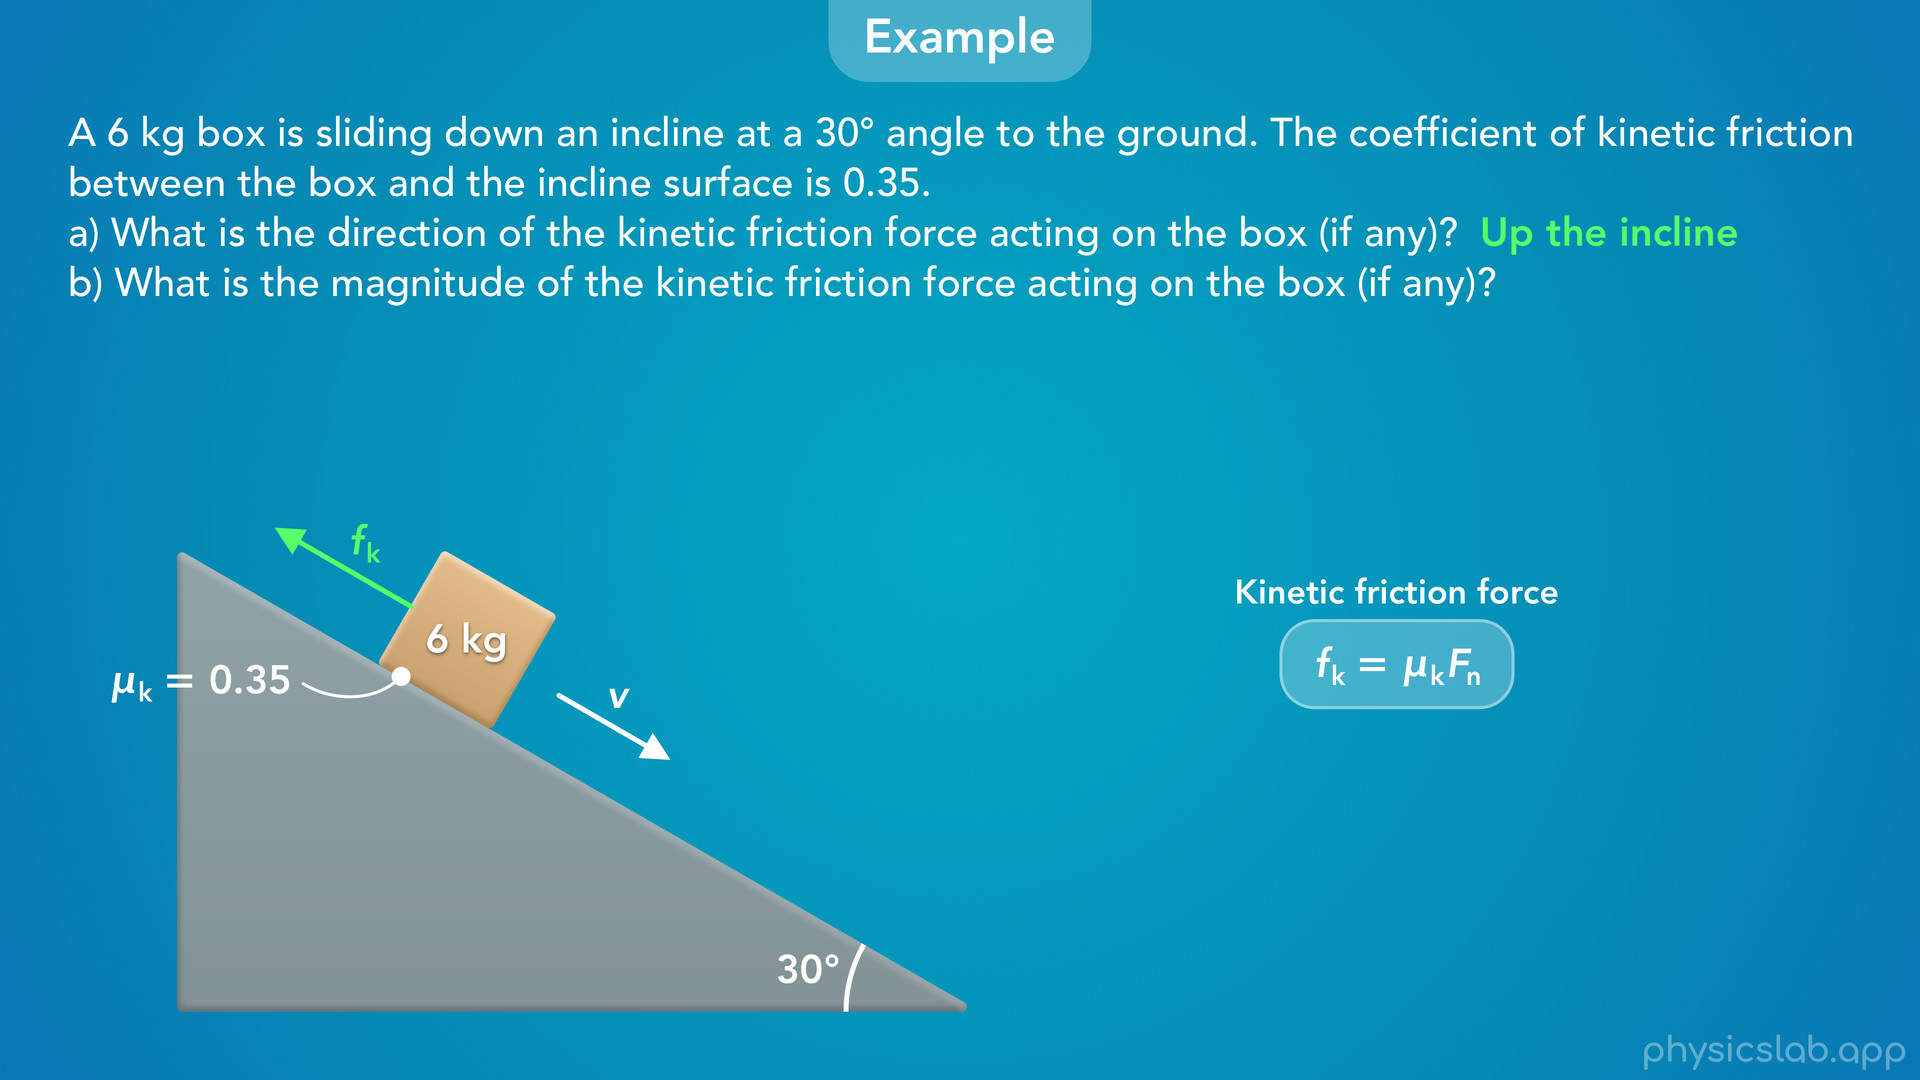 Example
A 6 kg box is sliding down an incline at a 30° angle to the ground. The coefficient of kinetic friction
between the box and the incline surface is 0.35.
a) What is the direction of the kinetic friction force acting on the box (if any)? Up the incline
b) What is the magnitude of the kinetic friction force acting on the box (if any)?
fₖ
6 kg
μₖ = 0.35
v
30°
Kinetic friction force
fₖ = μₖFₙ
physicslab.app